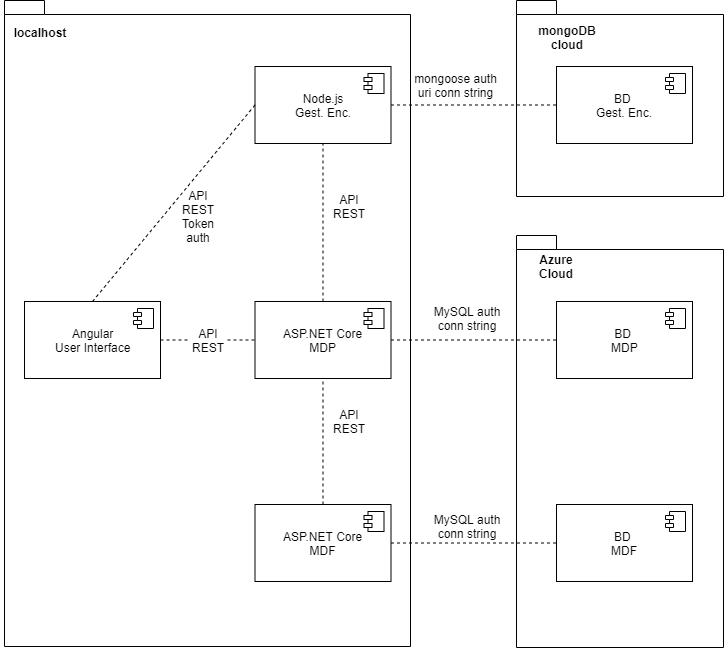 localhost
mongoDB
cloud
Node.js
Gest. Enc.
mongoose auth
uri conn string
BD
Gest. Enc.
API
REST
Token
auth
API
REST
Azure
Cloud
Angular
User Interface
API
REST
ASP.NET Core
MDP
MySQL auth
conn string
BD
MDP
API
REST
ASP.NET Core
MDF
MySQL auth
conn string
BD
MDF